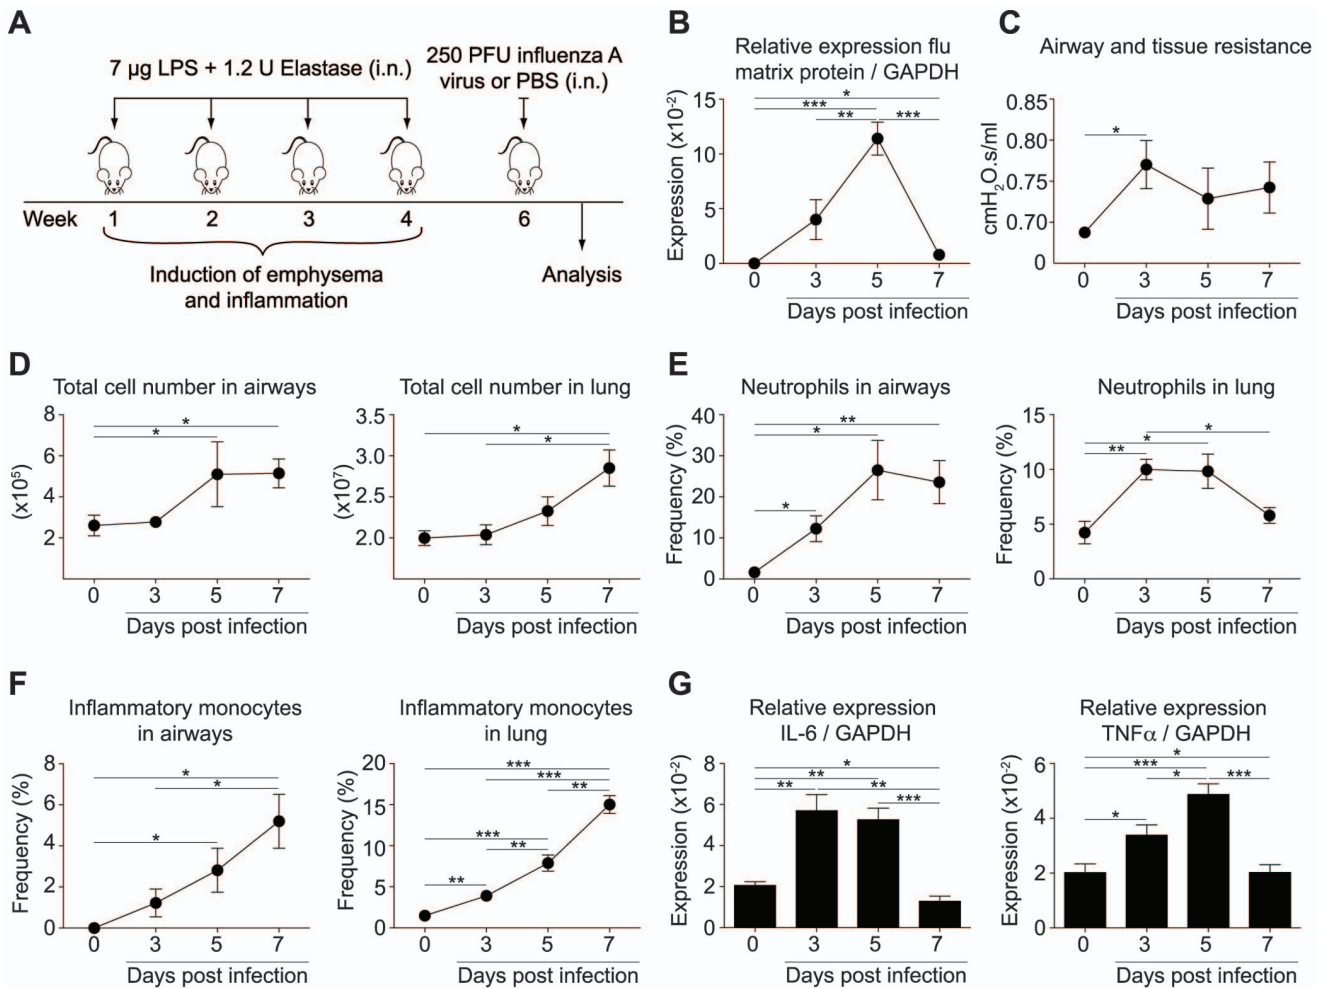 A
7 µg LPS + 1.2 U Elastase (i.n.)
250 PFU influenza A
virus or PBS (i.n.)
Week 1 2 3 4 6
Induction of emphysema
and inflammation
Analysis
B
Relative expression flu
matrix protein / GAPDH
Expression (x10-2)
15
10
5
0
*
***
** ***
0 3 5 7
Days post infection
C
Airway and tissue resistance
cmH2O.s/ml
0.85
0.80
0.75
0.70
0
*
0 3 5 7
Days post infection
D
Total cell number in airways
(x10⁵)
8
6
4
2
*
*
0 3 5 7
Days post infection
Total cell number in lung
(x10⁷)
3.5
3.0
2.5
2.0
*
*
0 3 5 7
Days post infection
E
Neutrophils in airways
Frequency (%)
40
30
20
10
0
**
*
*
0 3 5 7
Days post infection
Neutrophils in lung
Frequency (%)
15
10
5
0
*
*
**
0 3 5 7
Days post infection
F
Inflammatory monocytes
in airways
Frequency (%)
8
6
4
2
0
*
*
*
0 3 5 7
Days post infection
Inflammatory monocytes
in lung
Frequency (%)
20
15
10
5
0
***
***
**
***
**
**
0 3 5 7
Days post infection
G
Relative expression
IL-6 / GAPDH
Expression (x10-2)
8
6
4
2
0
*
**
** **
***
0 3 5 7
Days post infection
Relative expression
TNFα / GAPDH
Expression (x10-2)
6
4
2
0
*
***
* ***
*
0 3 5 7
Days post infection